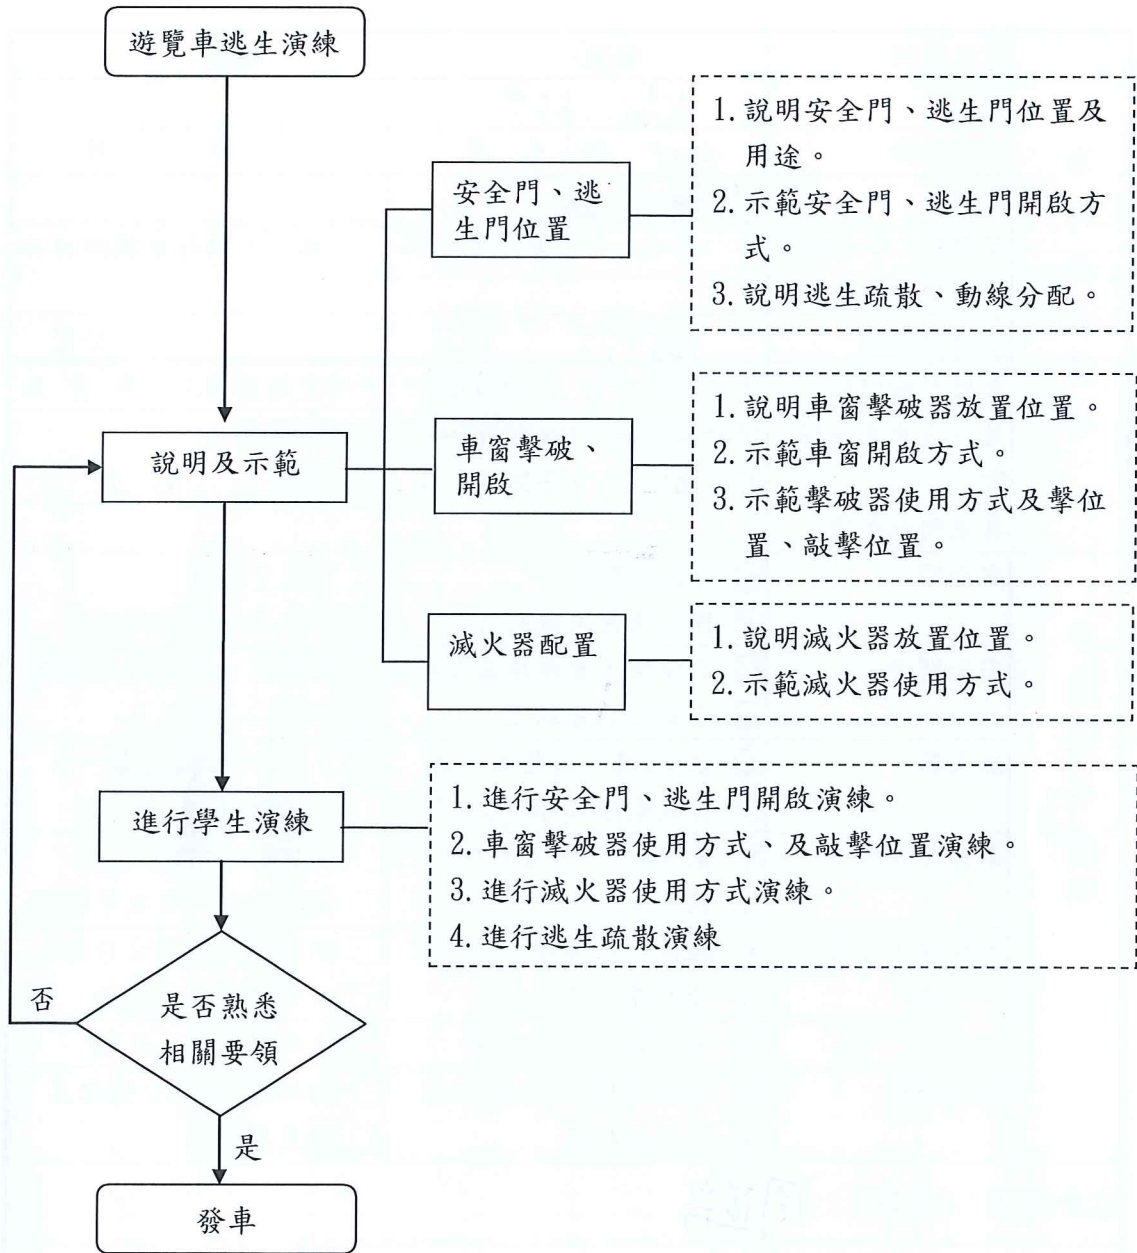 遊覽車逃生演練
安全門、逃
生門位置
1. 說明安全門、逃生門位置及
用途。
2. 示範安全門、逃生門開啟方
式。
3. 說明逃生疏散、動線分配。
說明及示範
車窗擊破、
開啟
1. 說明車窗擊破器放置位置。
2. 示範車窗開啟方式。
3. 示範擊破器使用方式及擊位
置、敲擊位置。
滅火器配置
1. 說明滅火器放置位置。
2. 示範滅火器使用方式。
進行學生演練
1. 進行安全門、逃生門開啟演練。
2. 車窗擊破器使用方式、及敲擊位置演練。
3. 進行滅火器使用方式演練。
4. 進行逃生疏散演練
否
是否熟悉
相關要領
是
發車